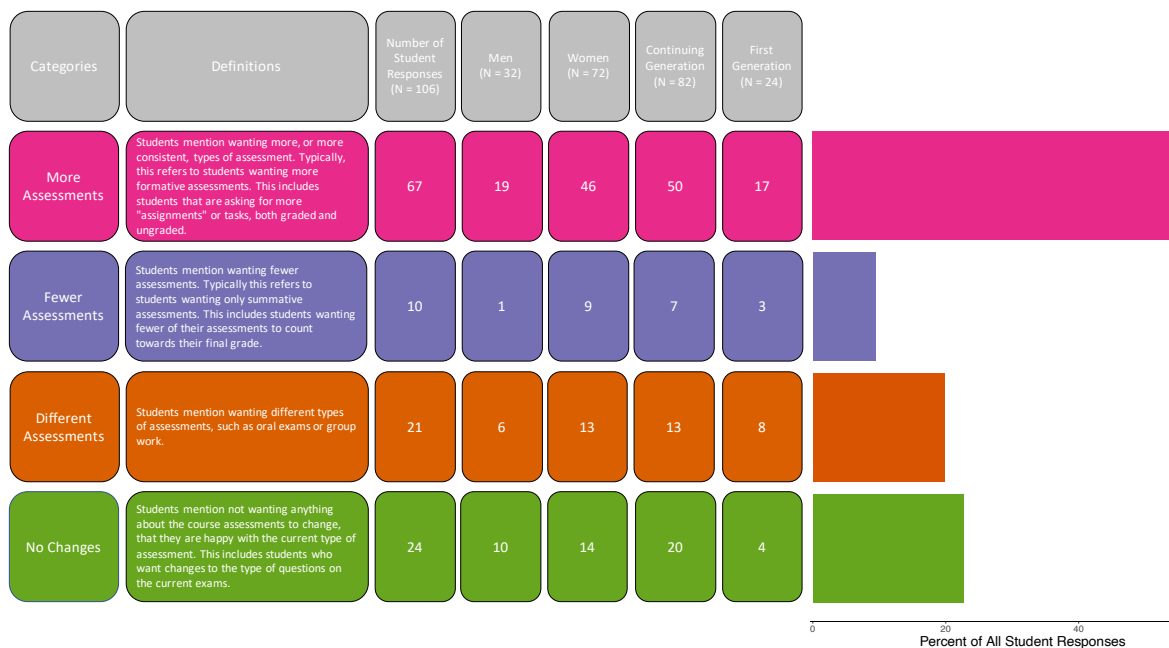 Categories
Definitions
Number of
Student
Responses
(N = 106)
Men
(N = 32)
Women
(N = 72)
Continuing
Generation
(N = 82)
First
Generation
(N = 24)
More
Assessments
Students mention wanting more, or more
consistent, types of assessment. Typically,
this refers to students wanting more
formative assessments. This includes
students that are asking for more
"assignments" or tasks, both graded and
ungraded.
67
19
46
50
17
Fewer
Assessments
Students mention wanting fewer
assessments. Typically this refers to
students wanting only summative
assessments. This includes students wanting
fewer of their assessments to count
towards their final grade.
10
1
9
7
3
Different
Assessments
Students mention wanting different types
of assessments, such as oral exams or group
work.
21
6
13
13
8
No Changes
Students mention not wanting anything
about the course assessments to change,
that they are happy with the current type of
assessment. This includes students who
want changes to the type of questions on
the current exams.
24
10
14
20
4
0
20
40
Percent of All Student Responses